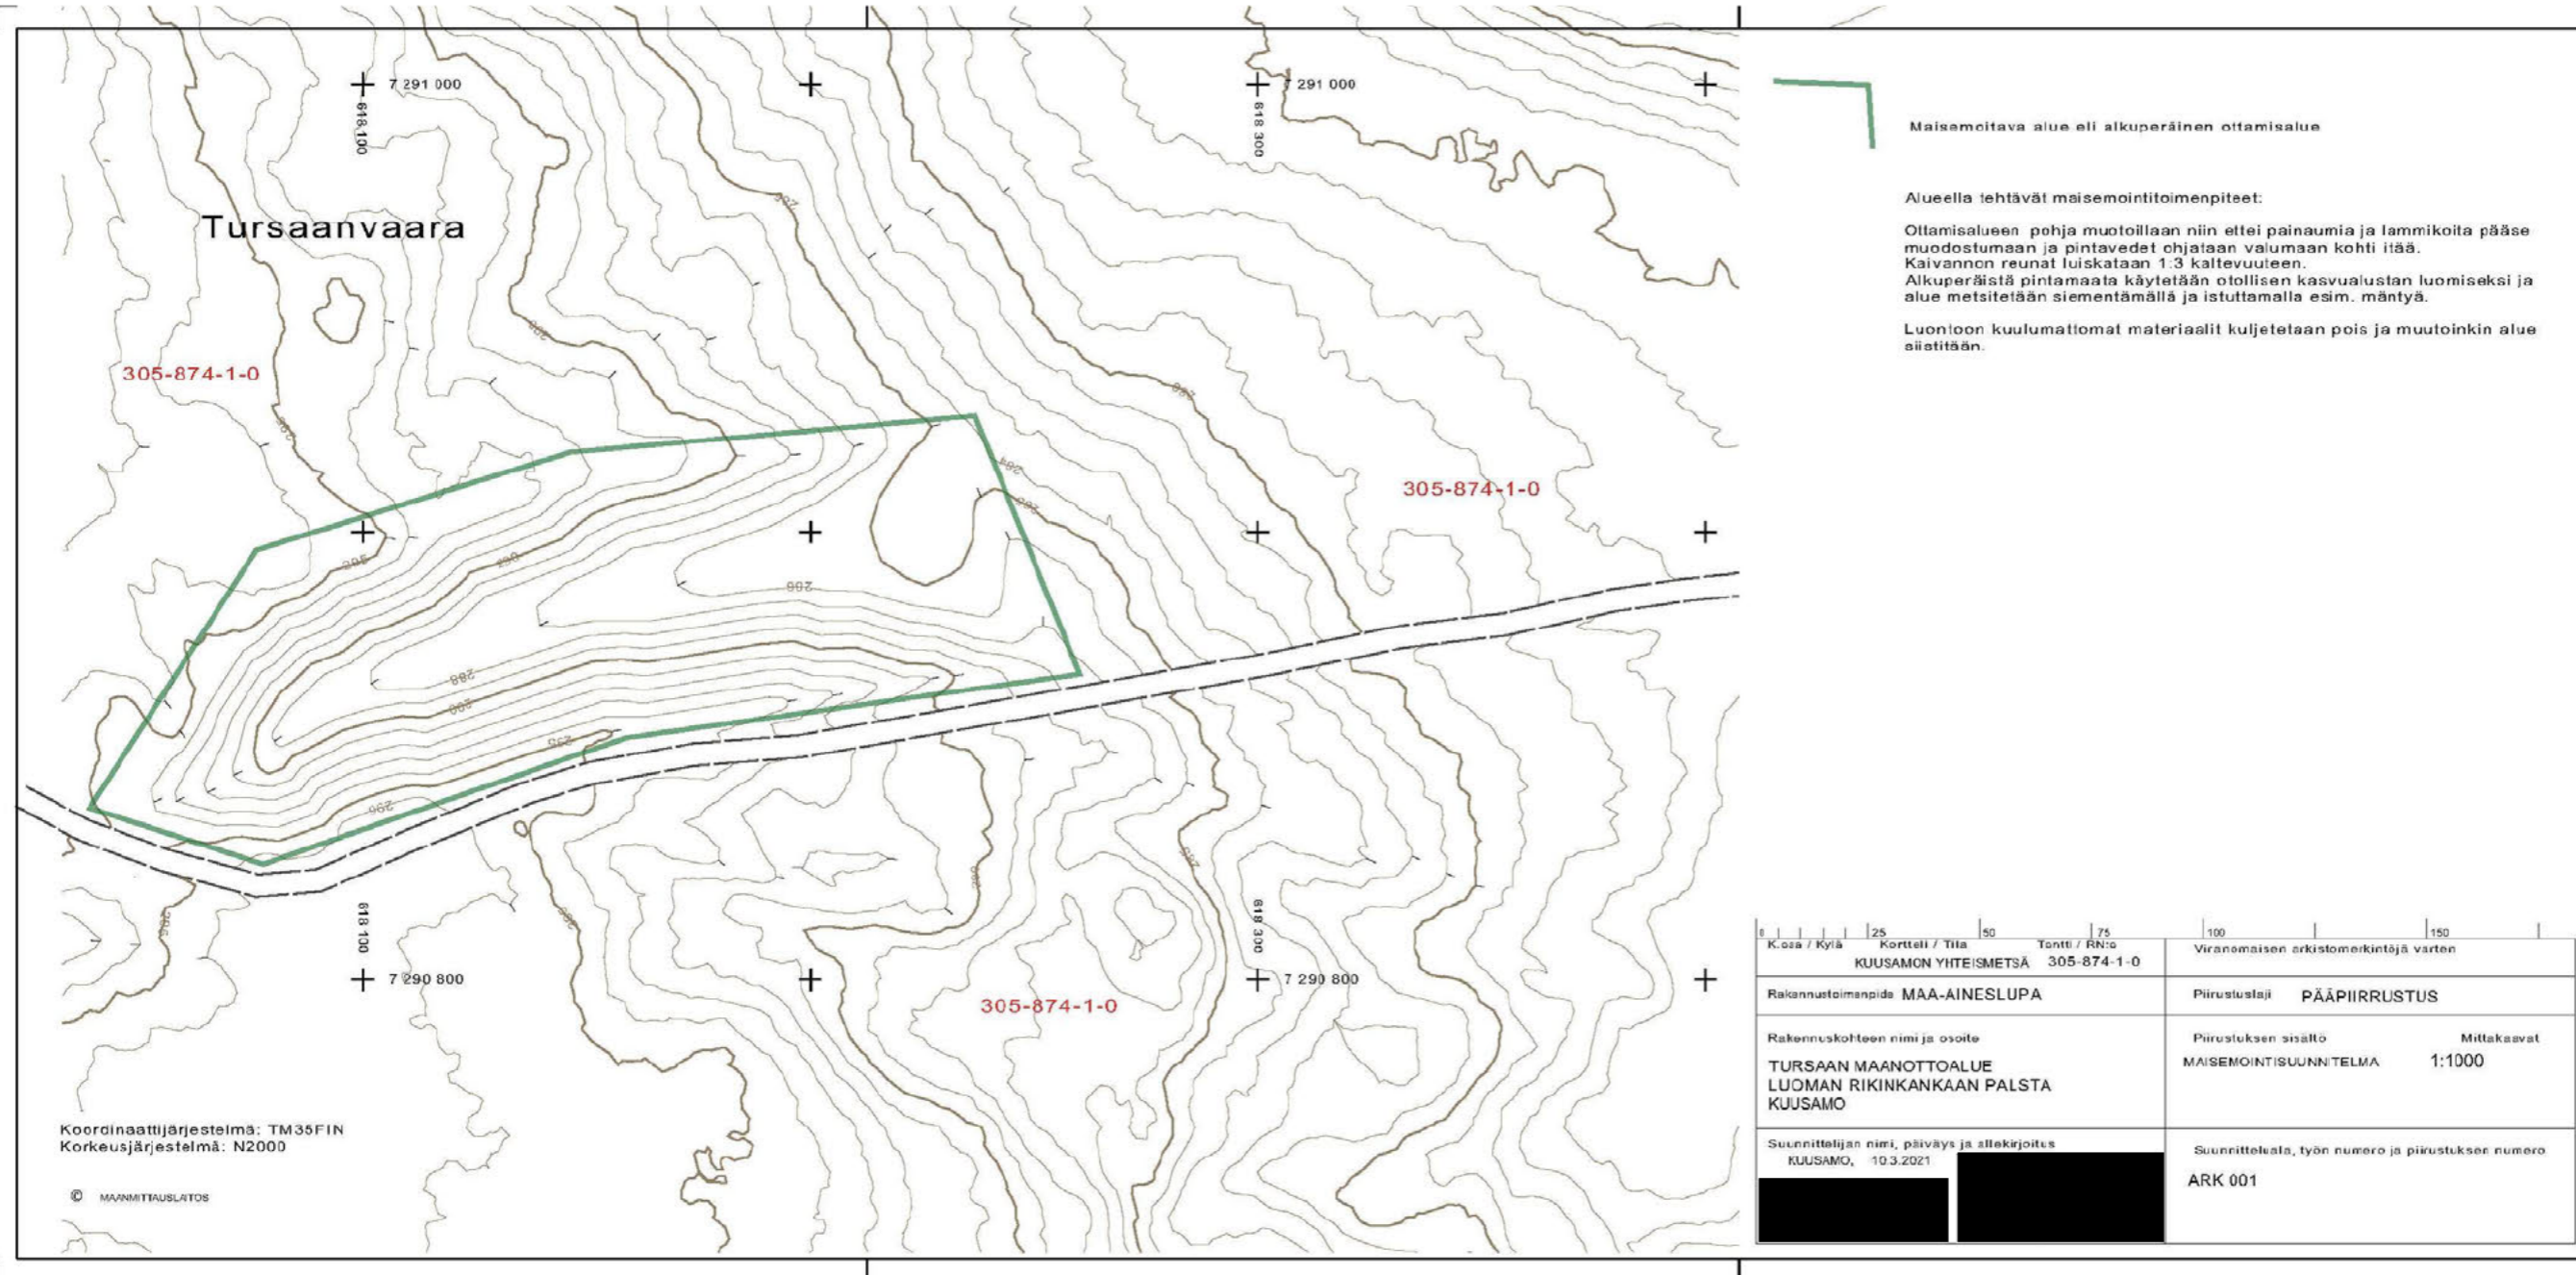 7 291 000
291 000
618 100
618 300
Tursaanvaara
305-874-1-0
305-874-1-0
305-874-1-0
286
288
290
295
296
618 100
618 300
7 290 800
7 290 800
Koordinaattijärjestelmä: TM35FIN
Korkeusjärjestelmä: N2000
© MAANMITTAUSLAITOS
Maisemoitava alue eli alkuperäinen ottamisalue
Alueella tehtävät maisemointitoimenpiteet:
Ottamisalueen pohja muotoillaan niin ettei painaumia ja lammikoita pääse
muodostumaan ja pintavedet ohjataan valumaan kohti itää.
Kaivannon reunat luiskataan 1:3 kaltevuuteen.
Alkuperäistä pintamaata käytetään otollisen kasvualustan luomiseksi ja
alue metsitetään siementämällä ja istuttamalla esim. mäntyä.
Luontoon kuulumattomat materiaalit kuljetetaan pois ja muutoinkin alue
siistitään.
0 25 50 75 100 150
K.osa / Kylä Kortteli / Tila Tontti / RN:o
KUUSAMON YHTEISMETSÄ 305-874-1-0
Viranomaisen arkistomerkintöjä varten
Rakennustoimenpide MAA-AINESLUPA
Piirustuslaji PÄÄPIIRRUSTUS
Rakennuskohteen nimi ja osoite
TURSAAN MAANOTTOALUE
LUOMAN RIKINKANKAAN PALSTA
KUUSAMO
Piirustuksen sisältö Mittakaavat
MAISEMOINTISUUNNITELMA 1:1000
Suunnittelijan nimi, päiväys ja allekirjoitus
KUUSAMO, 10.3.2021
Suunnitteluala, työn numero ja piirustuksen numero
ARK 001